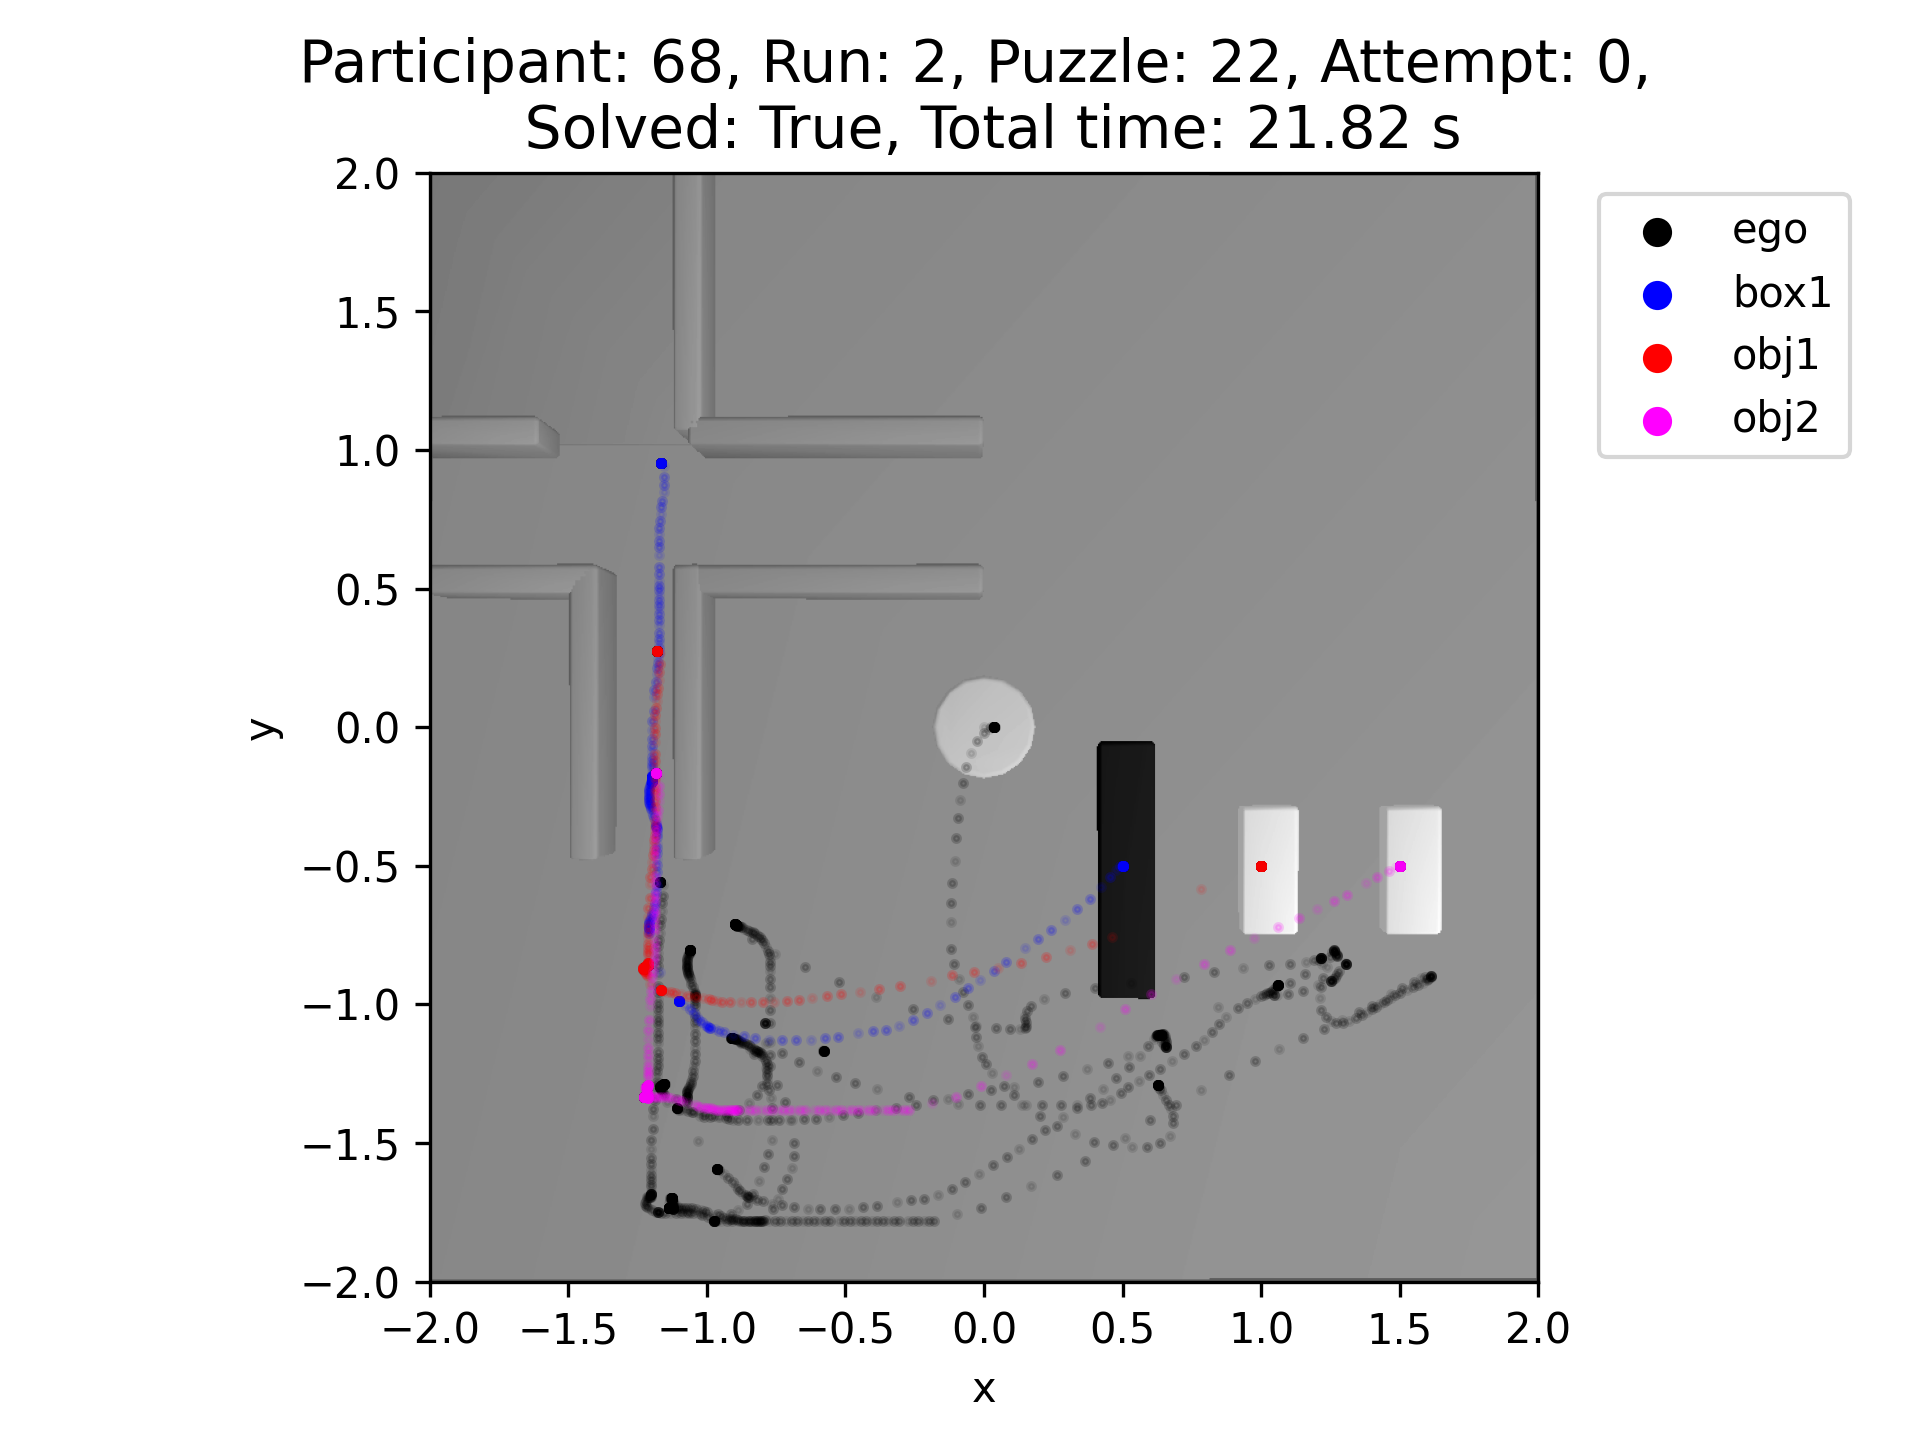 Participant: 68, Run: 2, Puzzle: 22, Attempt: 0,
Solved: True, Total time: 21.82 s
2.0
1.5
1.0
0.5
0.0
−0.5
−1.0
−1.5
−2.0
y
−2.0 −1.5 −1.0 −0.5 0.0 0.5 1.0 1.5 2.0
x
ego
box1
obj1
obj2